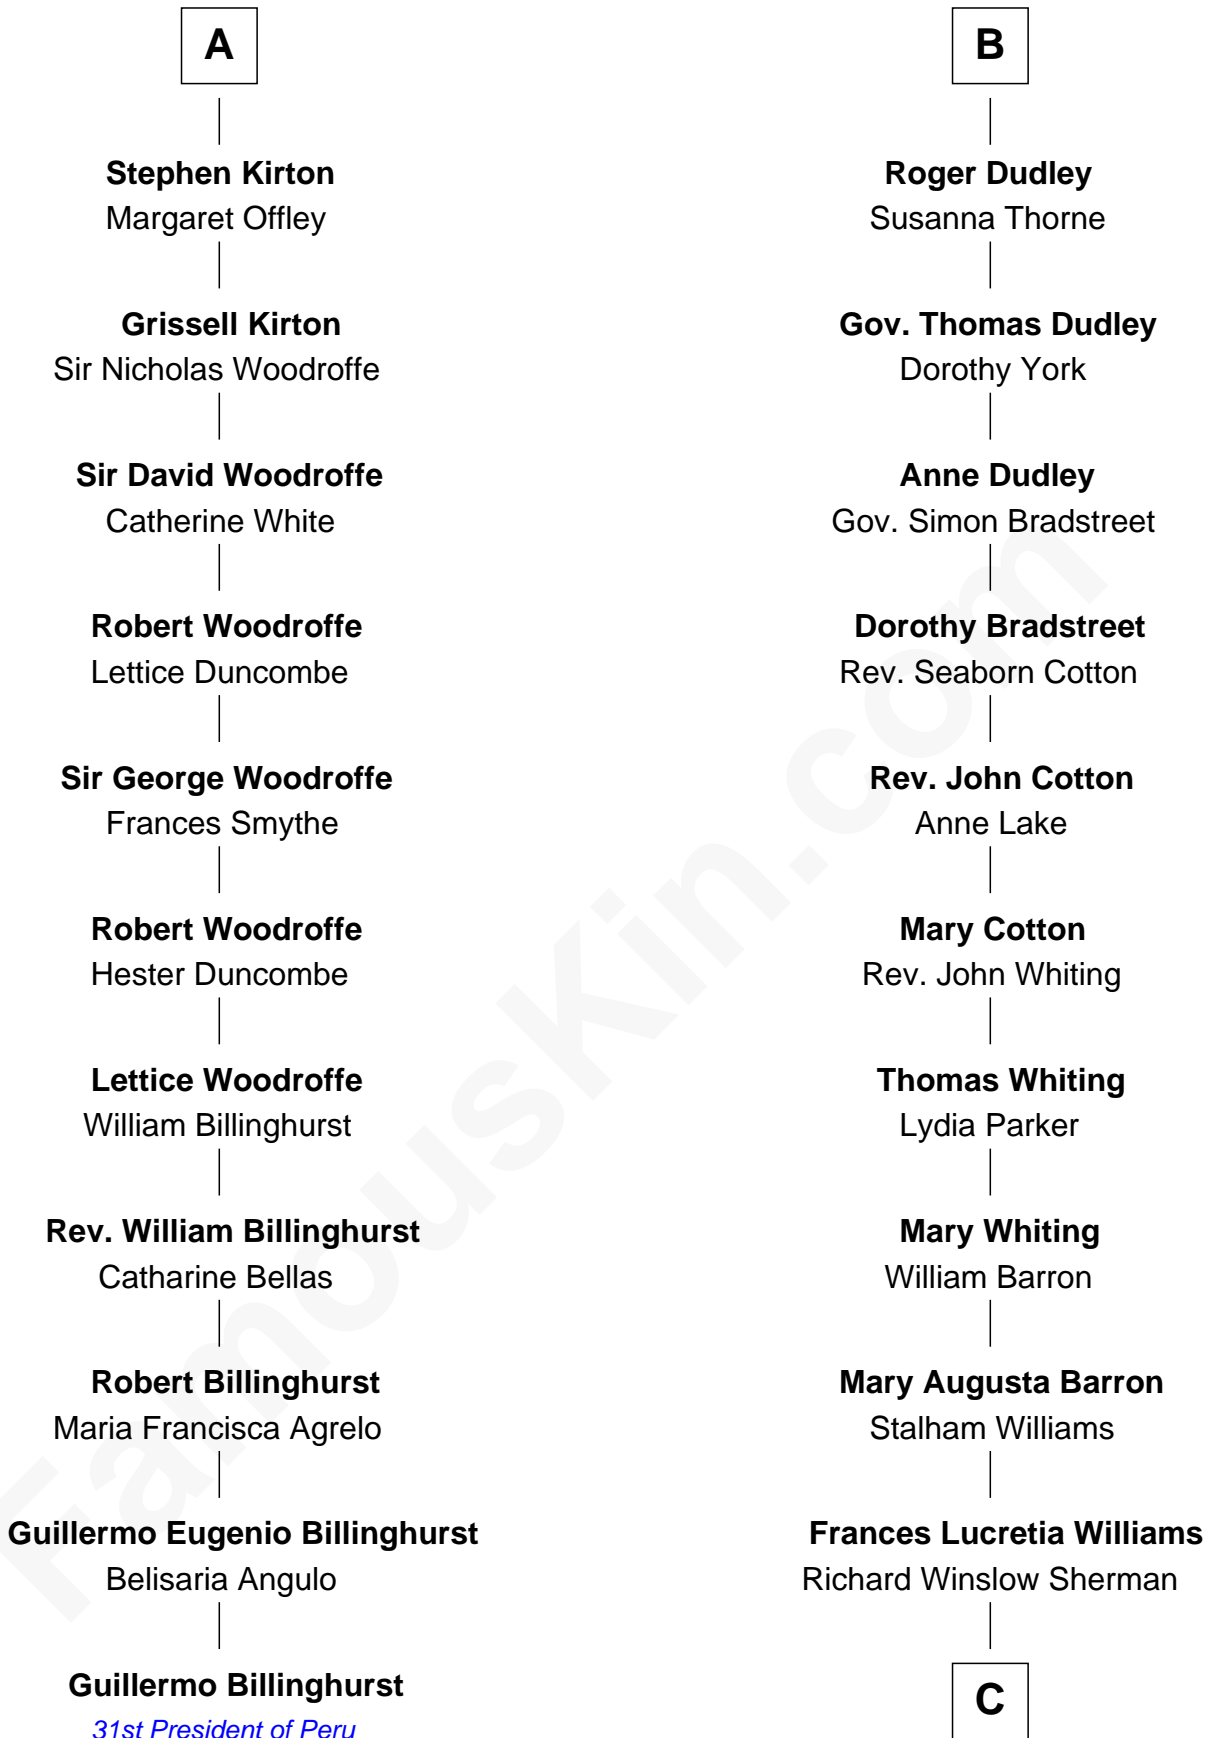 A
Stephen Kirton
Margaret Offley
Grissell Kirton
Sir Nicholas Woodroffe
Sir David Woodroffe
Catherine White
Robert Woodroffe
Lettice Duncombe
Sir George Woodroffe
Frances Smythe
Robert Woodroffe
Hester Duncombe
Lettice Woodroffe
William Billinghurst
Rev. William Billinghurst
Catharine Bellas
Robert Billinghurst
Maria Francisca Agrelo
Guillermo Eugenio Billinghurst
Belisaria Angulo
Guillermo Billinghurst
31st President of Peru
B
Roger Dudley
Susanna Thorne
Gov. Thomas Dudley
Dorothy York
Anne Dudley
Gov. Simon Bradstreet
Dorothy Bradstreet
Rev. Seaborn Cotton
Rev. John Cotton
Anne Lake
Mary Cotton
Rev. John Whiting
Thomas Whiting
Lydia Parker
Mary Whiting
William Barron
Mary Augusta Barron
Stalham Williams
Frances Lucretia Williams
Richard Winslow Sherman
C
FamousKin.com